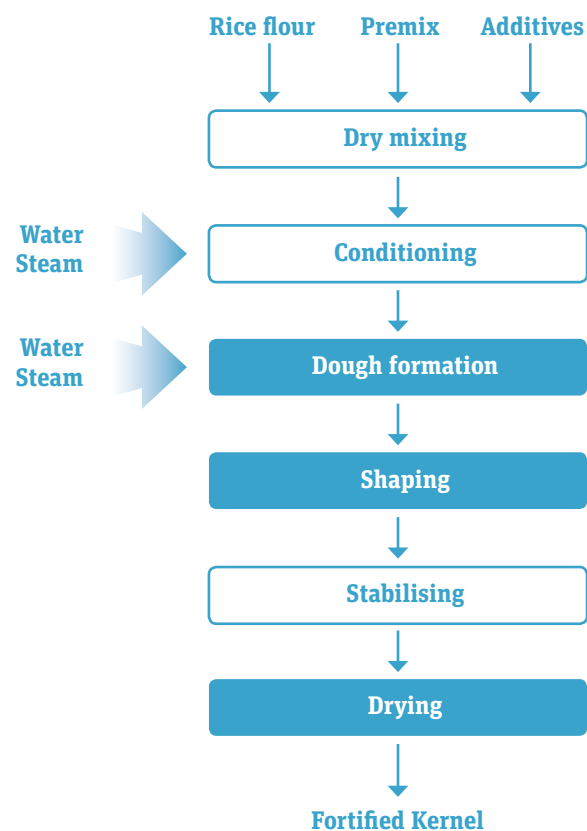 Rice flour Premix Additives
Dry mixing
Water
Steam
Conditioning
Water
Steam
Dough formation
Shaping
Stabilising
Drying
Fortified Kernel